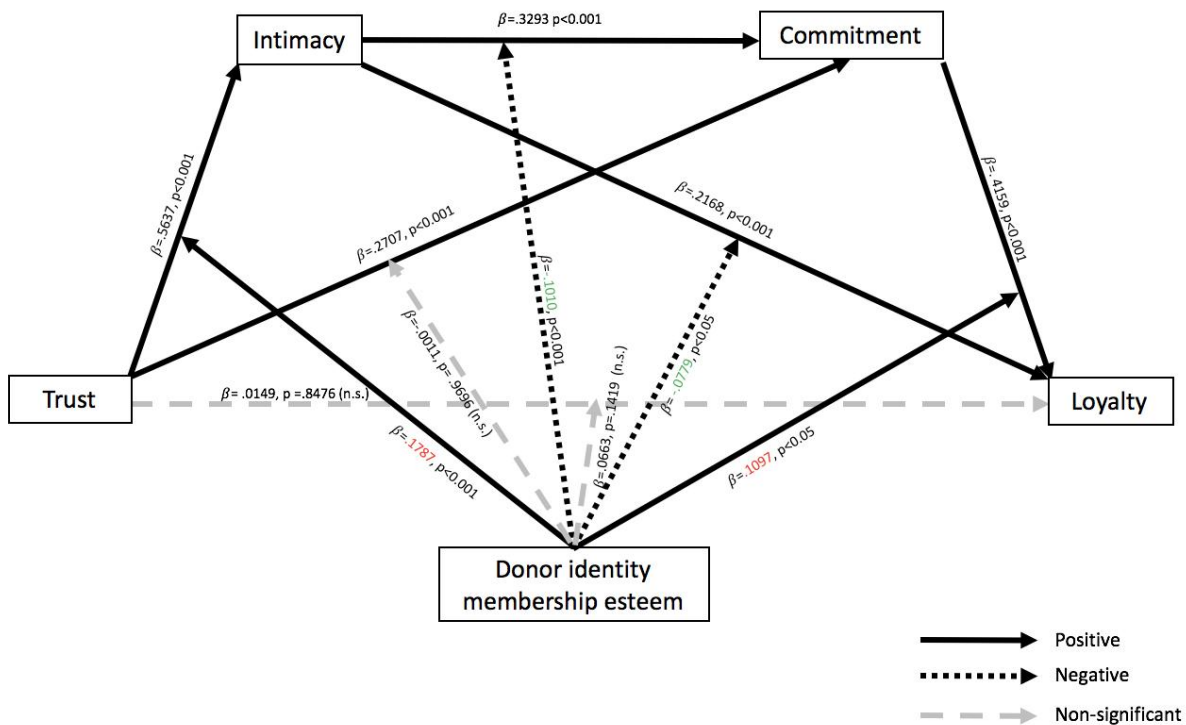 β=.3293 p<0.001
Intimacy
Commitment
β=.5637, p<0.001
β=.2707, p<0.001
β=.2168, p<0.001
β=. 4159, p<0.001
β=-.1010, p<0.001
β=-.0011, p= .9696 (n.s.)
β=.0663, p=.1419 (n.s.)
β= -.0779, p<0.05
Trust
β= .0149, p =.8476 (n.s.)
Loyalty
β=.1787, p<0.001
β=.1097, p<0.05
Donor identity
membership esteem
Positive
Negative
Non-significant